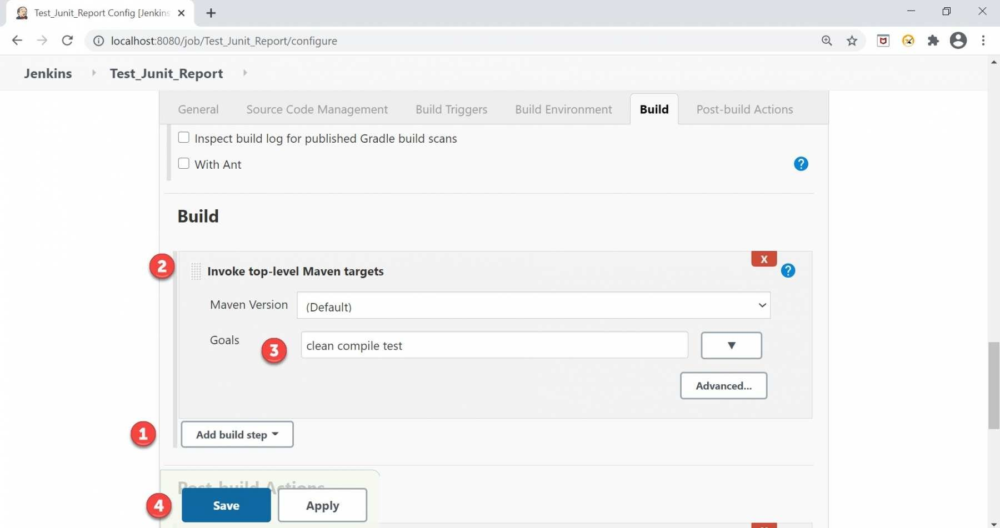 Test_Junit_Report Config [Jenkins
localhost:8080/job/Test_Junit_Report/configure
Jenkins Test_Junit_Report
General Source Code Management Build Triggers Build Environment Build Post-build Actions
Inspect build log for published Gradle build scans
With Ant ?
Build
X
2 Invoke top-level Maven targets ?
Maven Version (Default)
Goals 3 clean compile test
Advanced...
1 Add build step
Post-build Actions
4 Save Apply